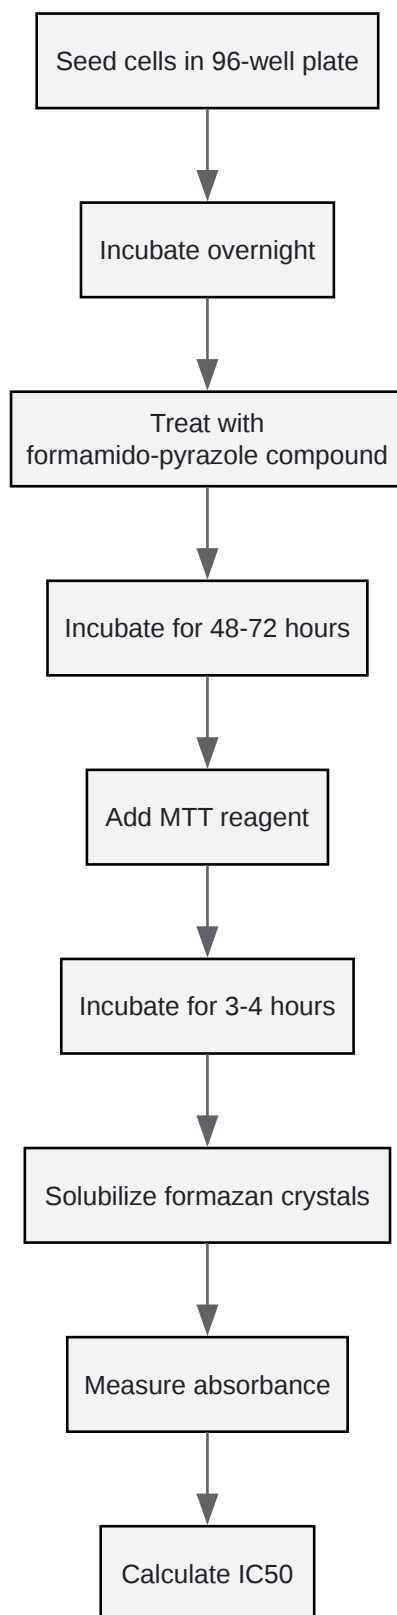 Seed cells in 96-well plate
Incubate overnight
Treat with
formamido-pyrazole compound
Incubate for 48-72 hours
Add MTT reagent
Incubate for 3-4 hours
Solubilize formazan crystals
Measure absorbance
Calculate IC50